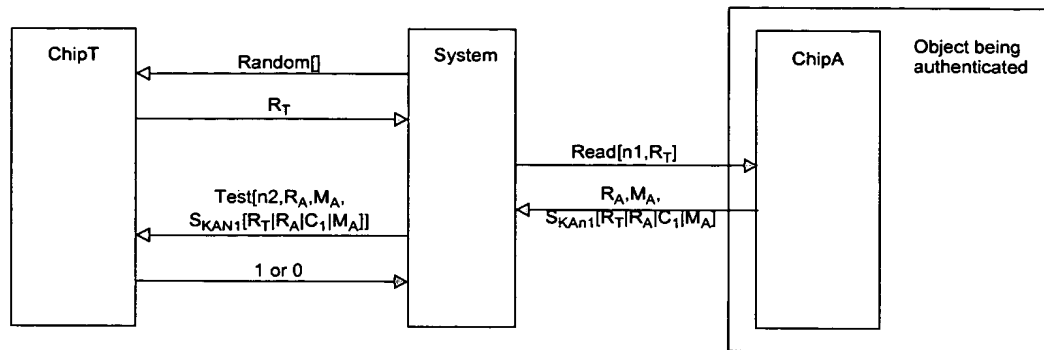 ChipT
System
ChipA
Object being
authenticated
Random[]
R_T
Read[n1,R_T]
Test[n2,R_A,M_A,
S_KAN1[R_T|R_A|C_1|M_A]]
R_A,M_A,
S_KAn1[R_T|R_A|C_1|M_A]
1 or 0